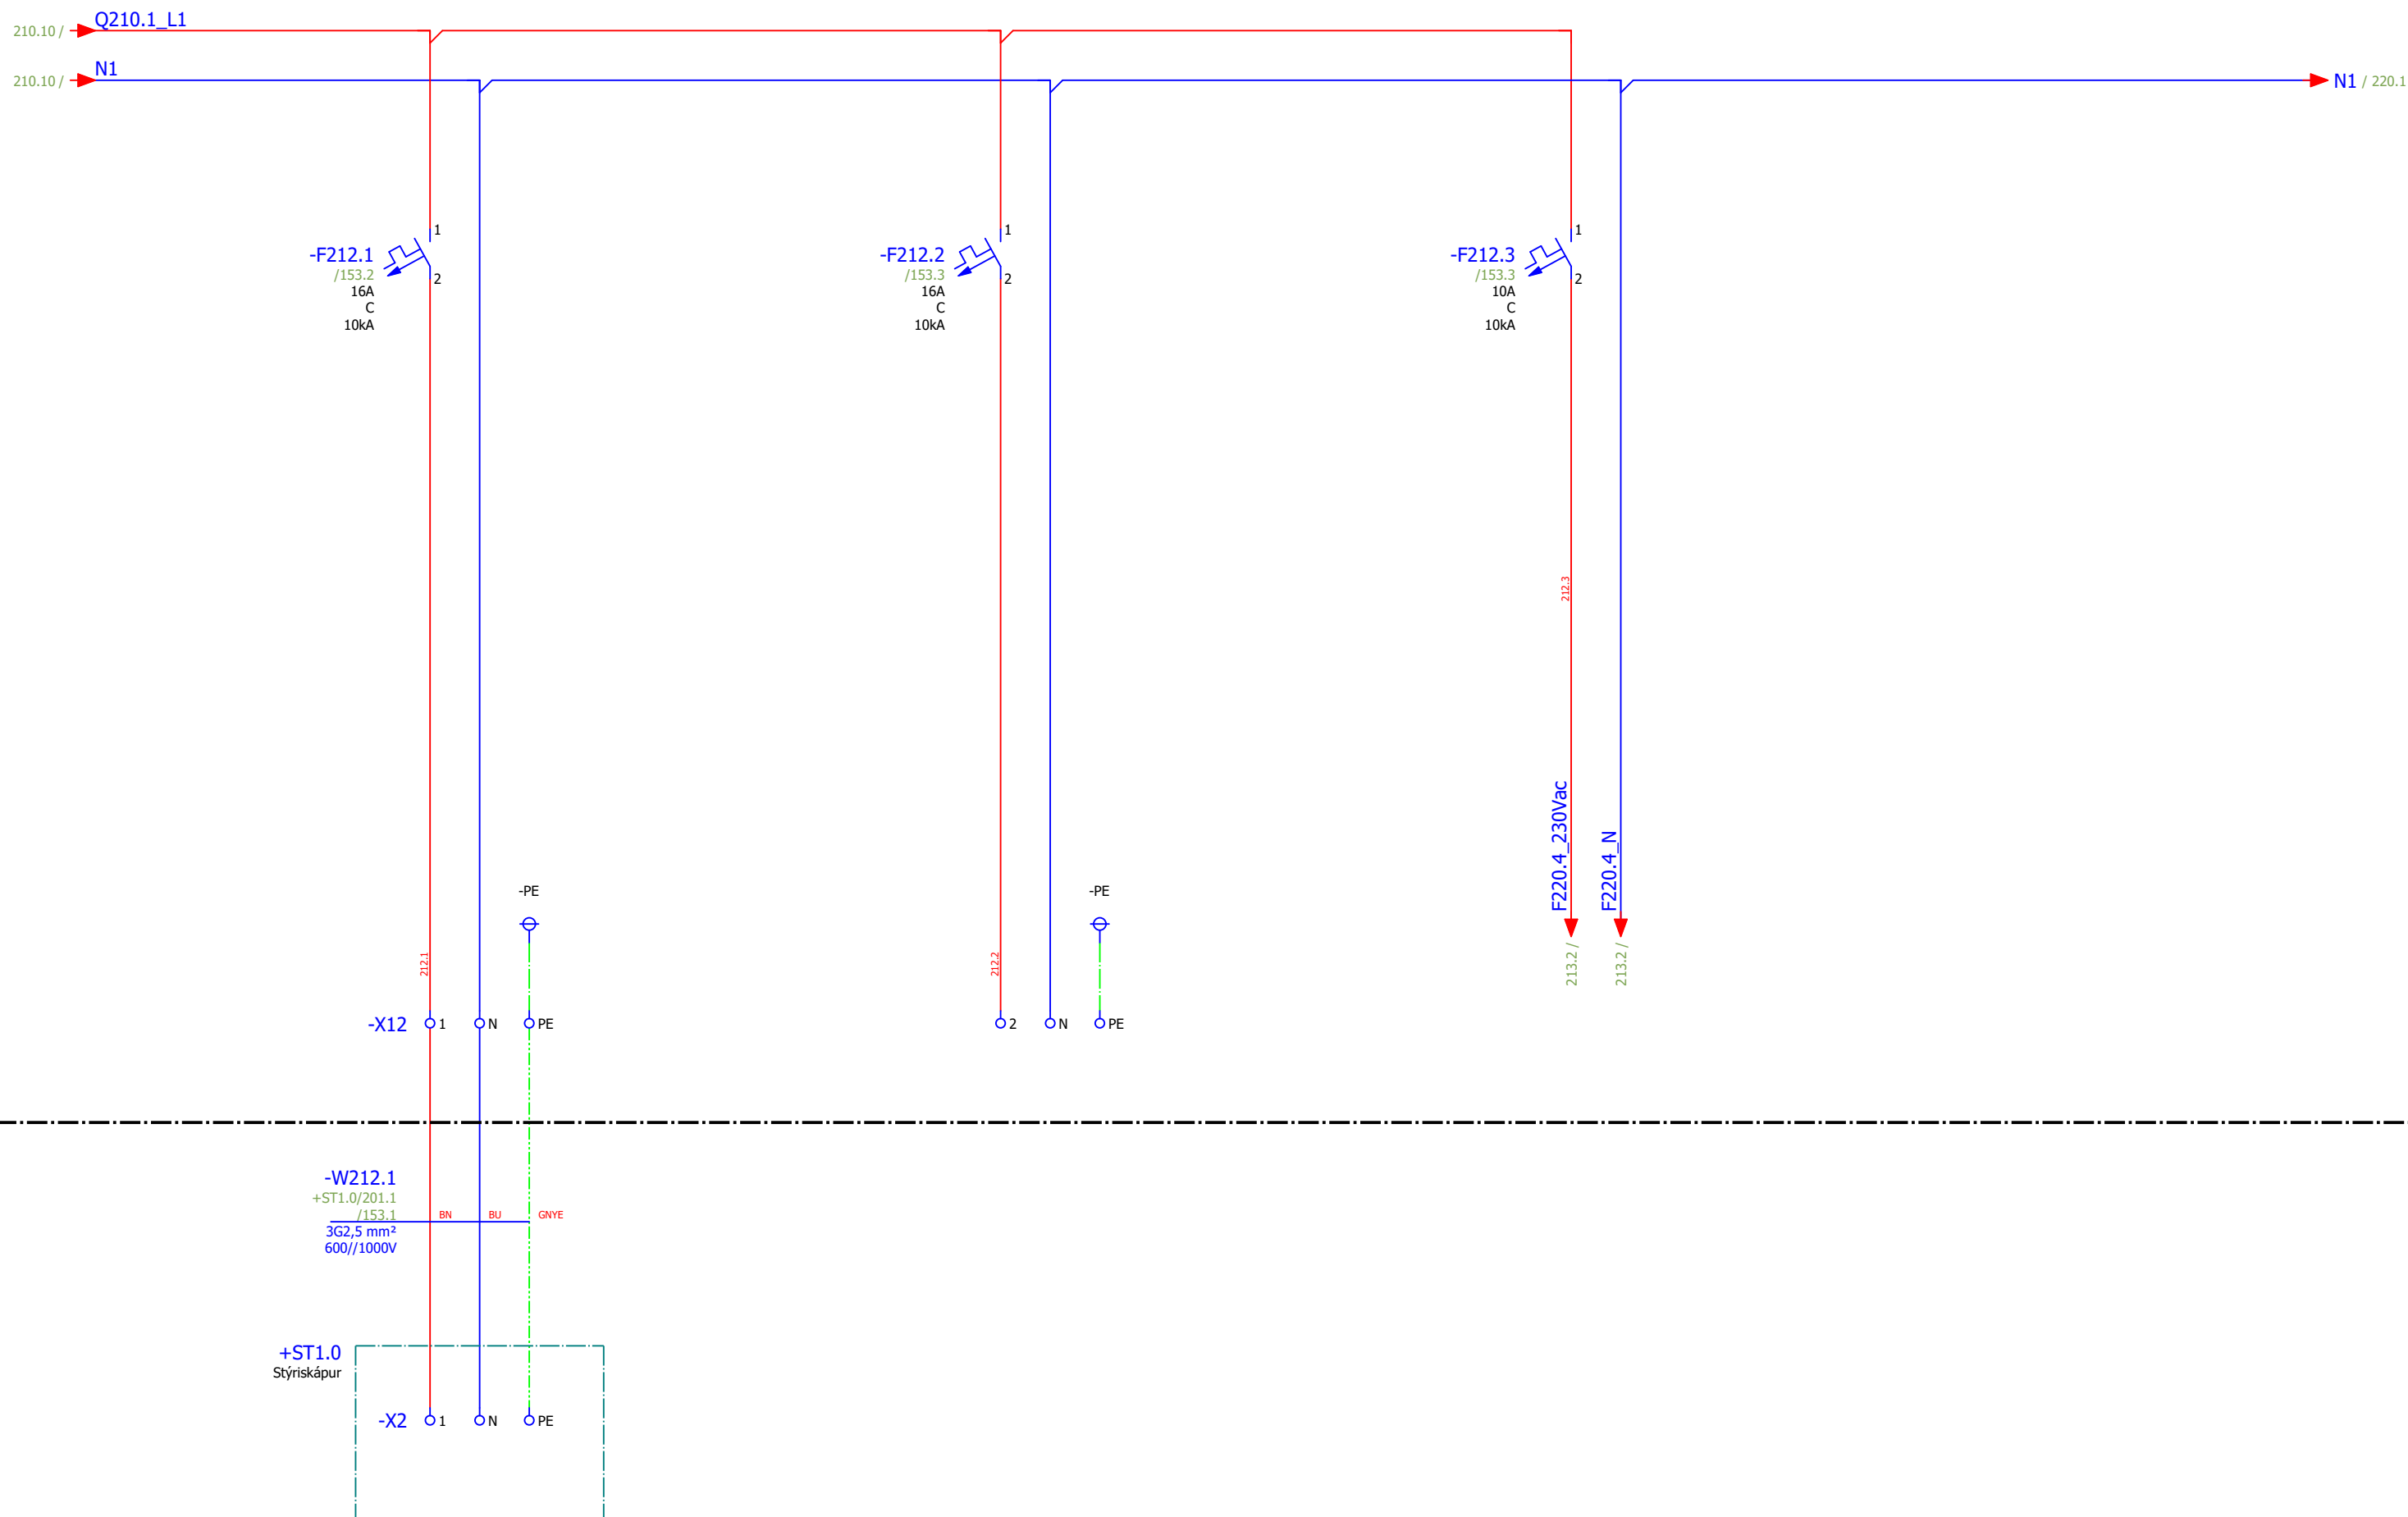 Q210.1_L1
210.10 /
N1
210.10 /
N1 / 220.1
1
-F212.1
/153.2
2
16A
C
10kA
1
-F212.2
/153.3
2
16A
C
10kA
1
-F212.3
/153.3
2
10A
C
10kA
212.3
F220.4_230Vac
F220.4_N
213.2 /
213.2 /
-PE
-PE
212.1
212.2
-X12 1 N PE
2 N PE
-W212.1
+ST1.0/201.1
/153.1
BN BU GNYE
3G2,5 mm²
600//1000V
+ST1.0
Stýriskápur
-X2 1 N PE